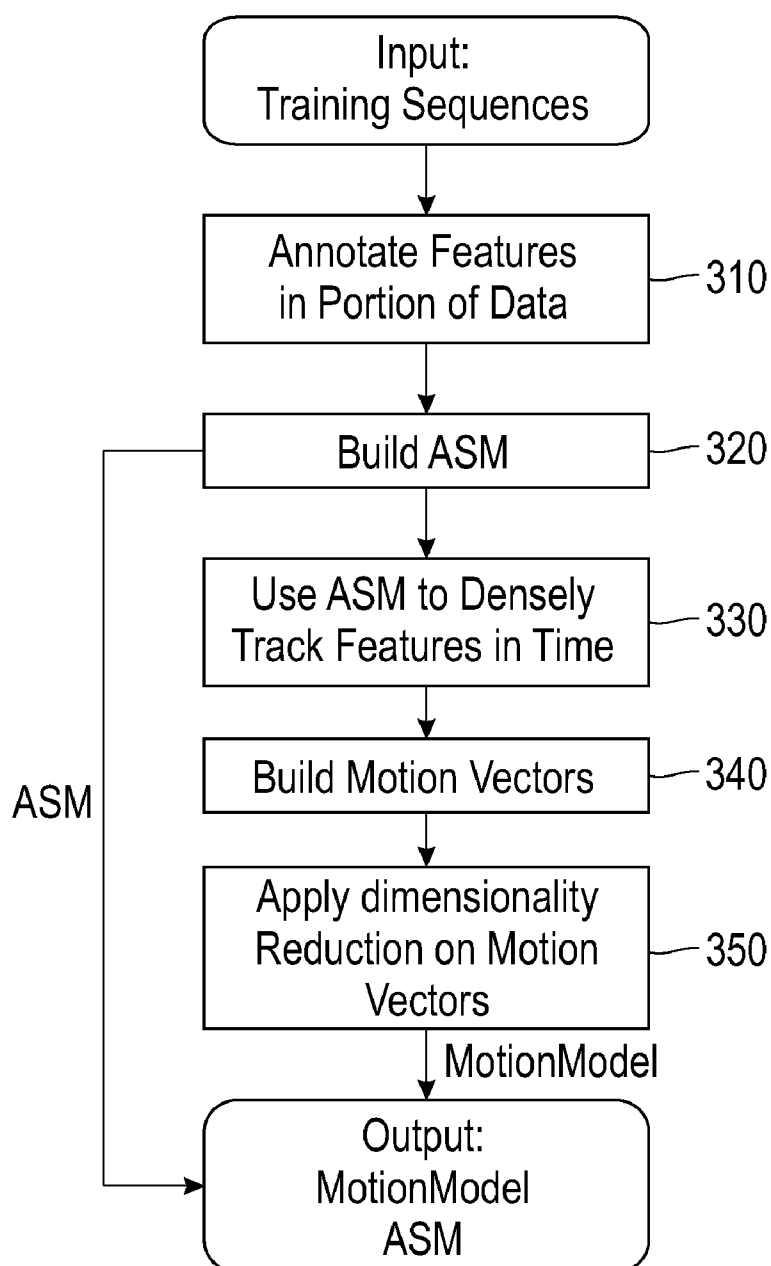 Input:
Training Sequences
Annotate Features
in Portion of Data
310
Build ASM
320
Use ASM to Densely
Track Features in Time
330
Build Motion Vectors
340
ASM
Apply dimensionality
Reduction on Motion
Vectors
350
MotionModel
Output:
MotionModel
ASM